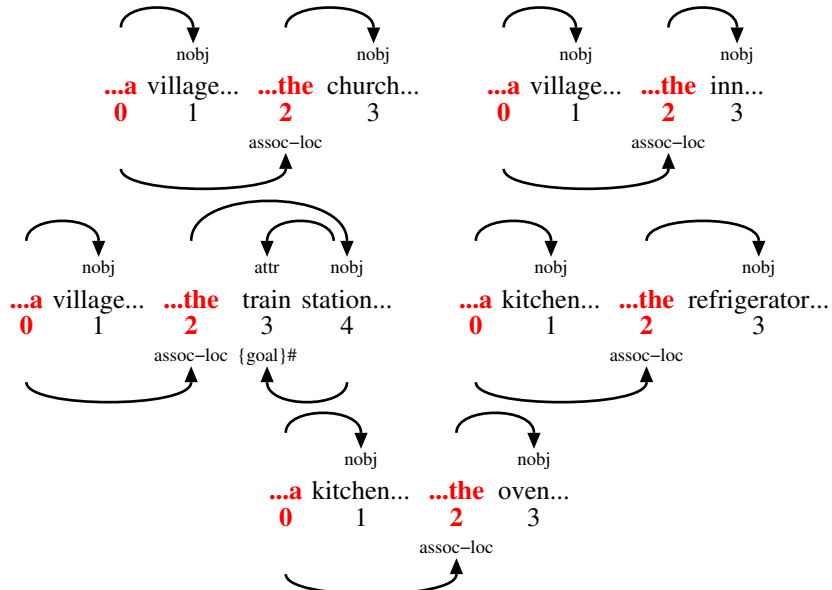 nobj nobj nobj nobj
...a village... ...the church... ...a village... ...the inn...
0 1 2 3 0 1 2 3
assoc−loc assoc−loc
nobj attr nobj nobj nobj
...a village... ...the train station... ...a kitchen... ...the refrigerator...
0 1 2 3 4 0 1 2 3
assoc−loc {goal}# assoc−loc
nobj nobj
...a kitchen... ...the oven...
0 1 2 3
assoc−loc